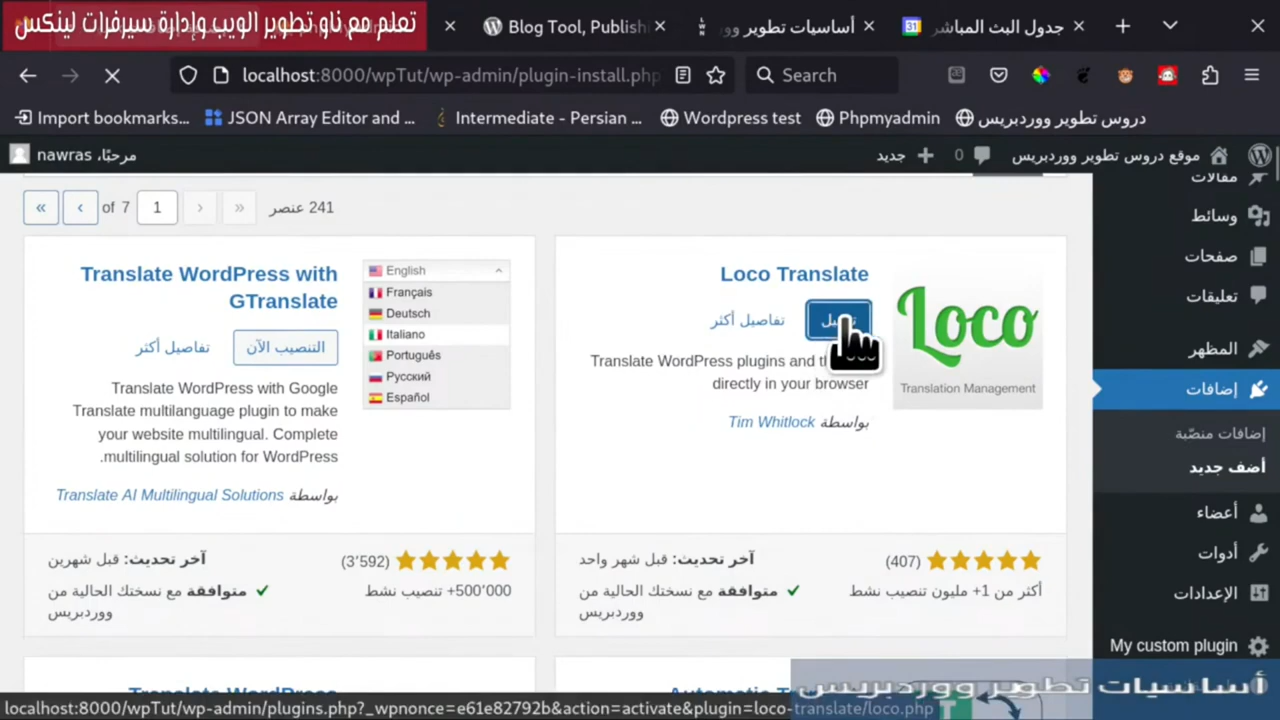 تعلم مع ناو تطوير الويب وإدارة سيرفرات لينكس
Blog Tool, Publishi
أساسيات تطوير وور
جدول البث المباشر
localhost:8000/wpTut/wp-admin/plugin-install.php
Search
Import bookmarks...
JSON Array Editor and ...
Intermediate - Persian ...
Wordpress test
Phpmyadmin
دروس تطوير ووردبريس
موقع دروس تطوير ووردبريس
0
جديد
مرحبًا، nawras
مقالات
وسائط
صفحات
تعليقات
المظهر
إضافات
إضافات منصّبة
أضف جديد
أعضاء
أدوات
الإعدادات
My custom plugin
241 عنصر
» › 1 of 7 ‹ «
Loco Translate
تفاصيل أكثر
Translate WordPress plugins and th
directly in your browser
بواسطة Tim Whitlock
Loco
Translation Management
(407)
أكثر من 1+ مليون تنصيب نشط
آخر تحديث: قبل شهر واحد
متوافقة مع نسختك الحالية من
ووردبريس
Translate WordPress with
GTranslate
التنصيب الآن
تفاصيل أكثر
Translate WordPress with Google
Translate multilanguage plugin to make
your website multilingual. Complete
.multilingual solution for WordPress
بواسطة Translate AI Multilingual Solutions
English
Français
Deutsch
Italiano
Português
Русский
Español
(3٬592)
500٬000+ تنصيب نشط
آخر تحديث: قبل شهرين
متوافقة مع نسختك الحالية من
ووردبريس
أساسيات تطوير ووردبريس
localhost:8000/wpTut/wp-admin/plugins.php?_wpnonce=e61e82792b&action=activate&plugin=loco-translate/loco.php